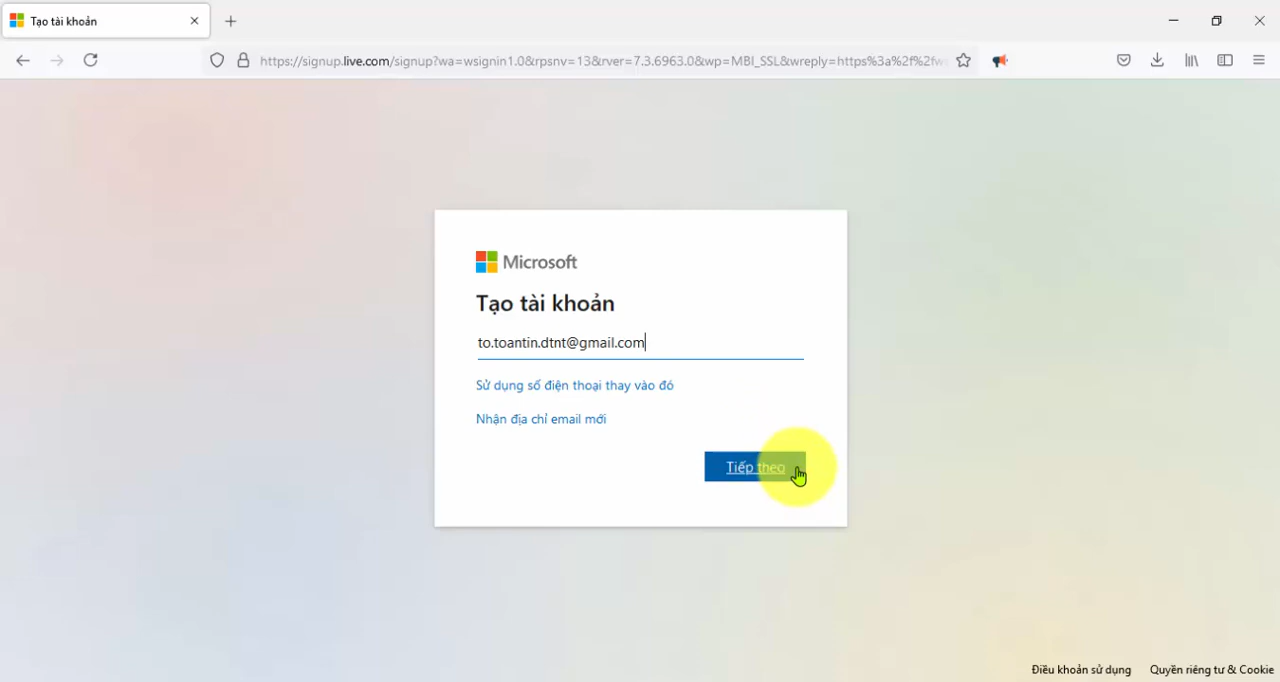 Tạo tài khoản
https://signup.live.com/signup?wa=wsignin1.0&rpsnv=13&rver=7.3.6963.0&wp=MBI_SSL&wreply=https%3a%2f%2f
Microsoft
Tạo tài khoản
to.toantin.dtnt@gmail.com
Sử dụng số điện thoại thay vào đó
Nhận địa chỉ email mới
Tiếp theo
Điều khoản sử dụng Quyền riêng tư & Cookie